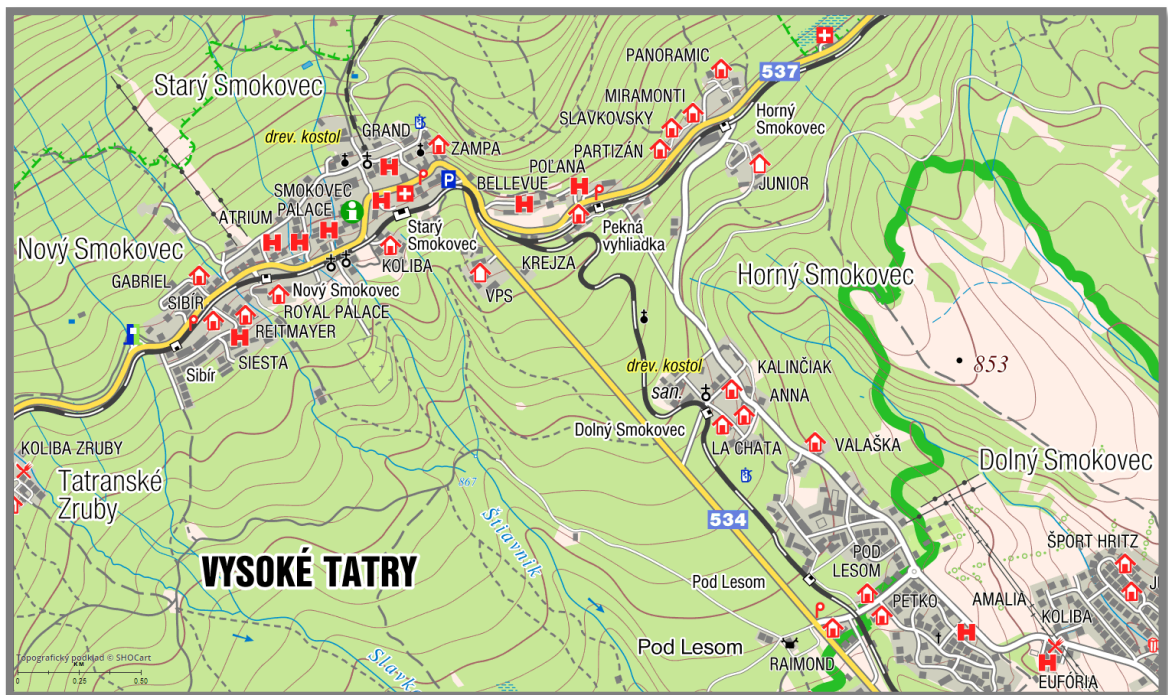 PANORAMIC
537
Starý Smokovec
MIRAMONTI
SLAVKOVSKY
Horný
Smokovec
drev. kostol
GRAND
ZAMPA
PARTIZÁN
POĽANA
JUNIOR
SMOKOVEC
PALACE
BELLEVUE
P
i
ATRIUM
Starý
Smokovec
Pekná
vyhliadka
Nový Smokovec
KOLIBA
KREJZA
Horný Smokovec
GABRIEL
Nový Smokovec
VPS
SIBÍR
ROYAL PALACE
REITMAYER
SIESTA
Sibír
853
drev. kostol
KALINČIAK
san.
ANNA
Dolný Smokovec
LA CHATA
VALAŠKA
KOLIBA ZRUBY
Tatranské
Zruby
Dolný Smokovec
867
Štiavnik
534
ŠPORT HRITZ
POD
LESOM
VYSOKÉ TATRY
Pod Lesom
PETKO
AMALIA
KOLIBA
Pod Lesom
RAIMOND
EUFÓRIA
Slavk
Topografický podklad © SHOCart
KM
0 0.25 0.50